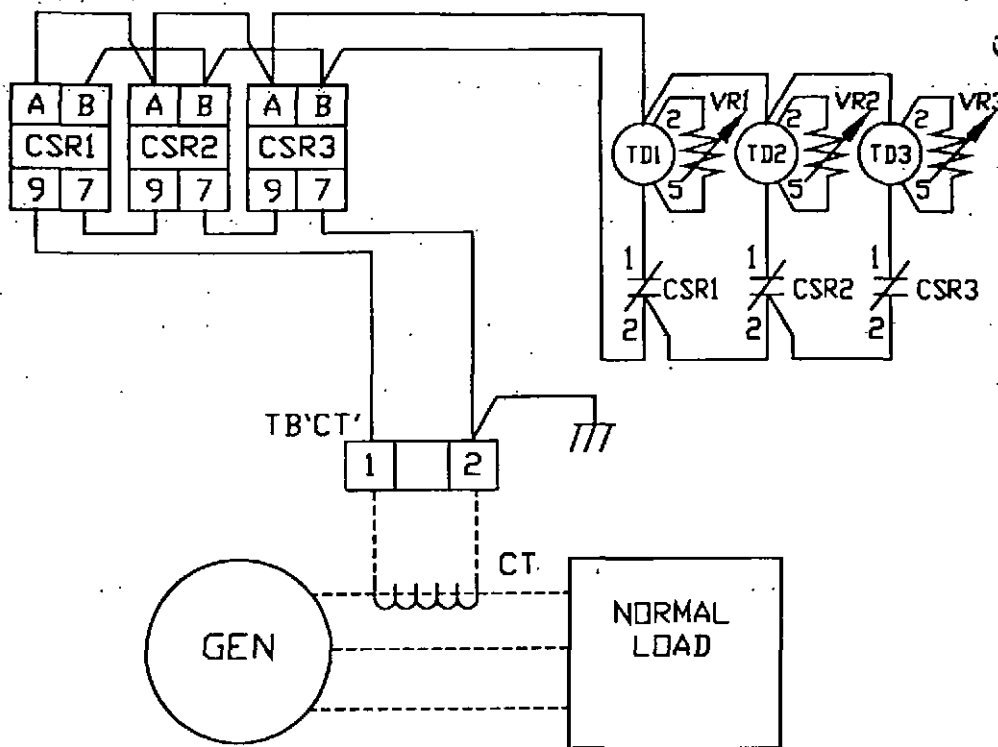 A B A B A B
CSR1 CSR2 CSR3
9 7 9 7 9 7
2 VR1 2 VR2 2 VR3
TD1 TD2 TD3
5 5 5
1 1 1
CSR1 CSR2 CSR3
2 2 2
TB'CT'
1 2
CT
GEN
NORMAL
LOAD